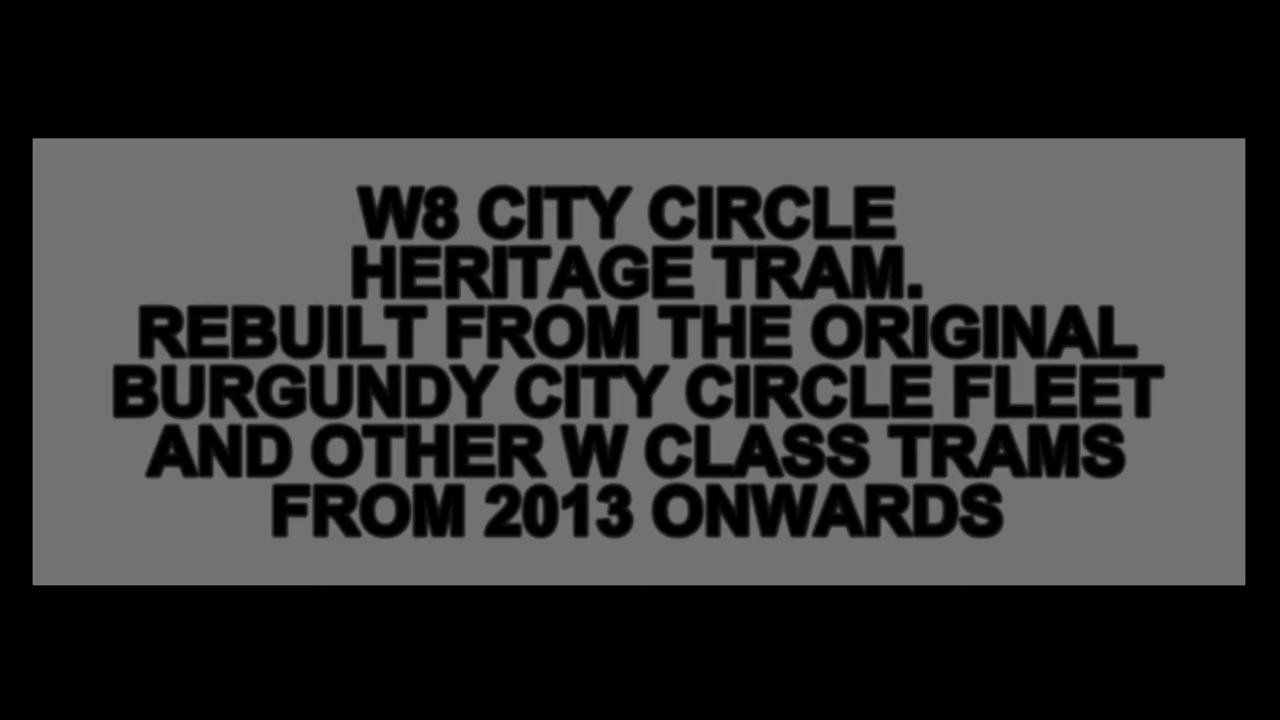 W8 CITY CIRCLE
HERITAGE TRAM.
REBUILT FROM THE ORIGINAL
BURGUNDY CITY CIRCLE FLEET
AND OTHER W CLASS TRAMS
FROM 2013 ONWARDS